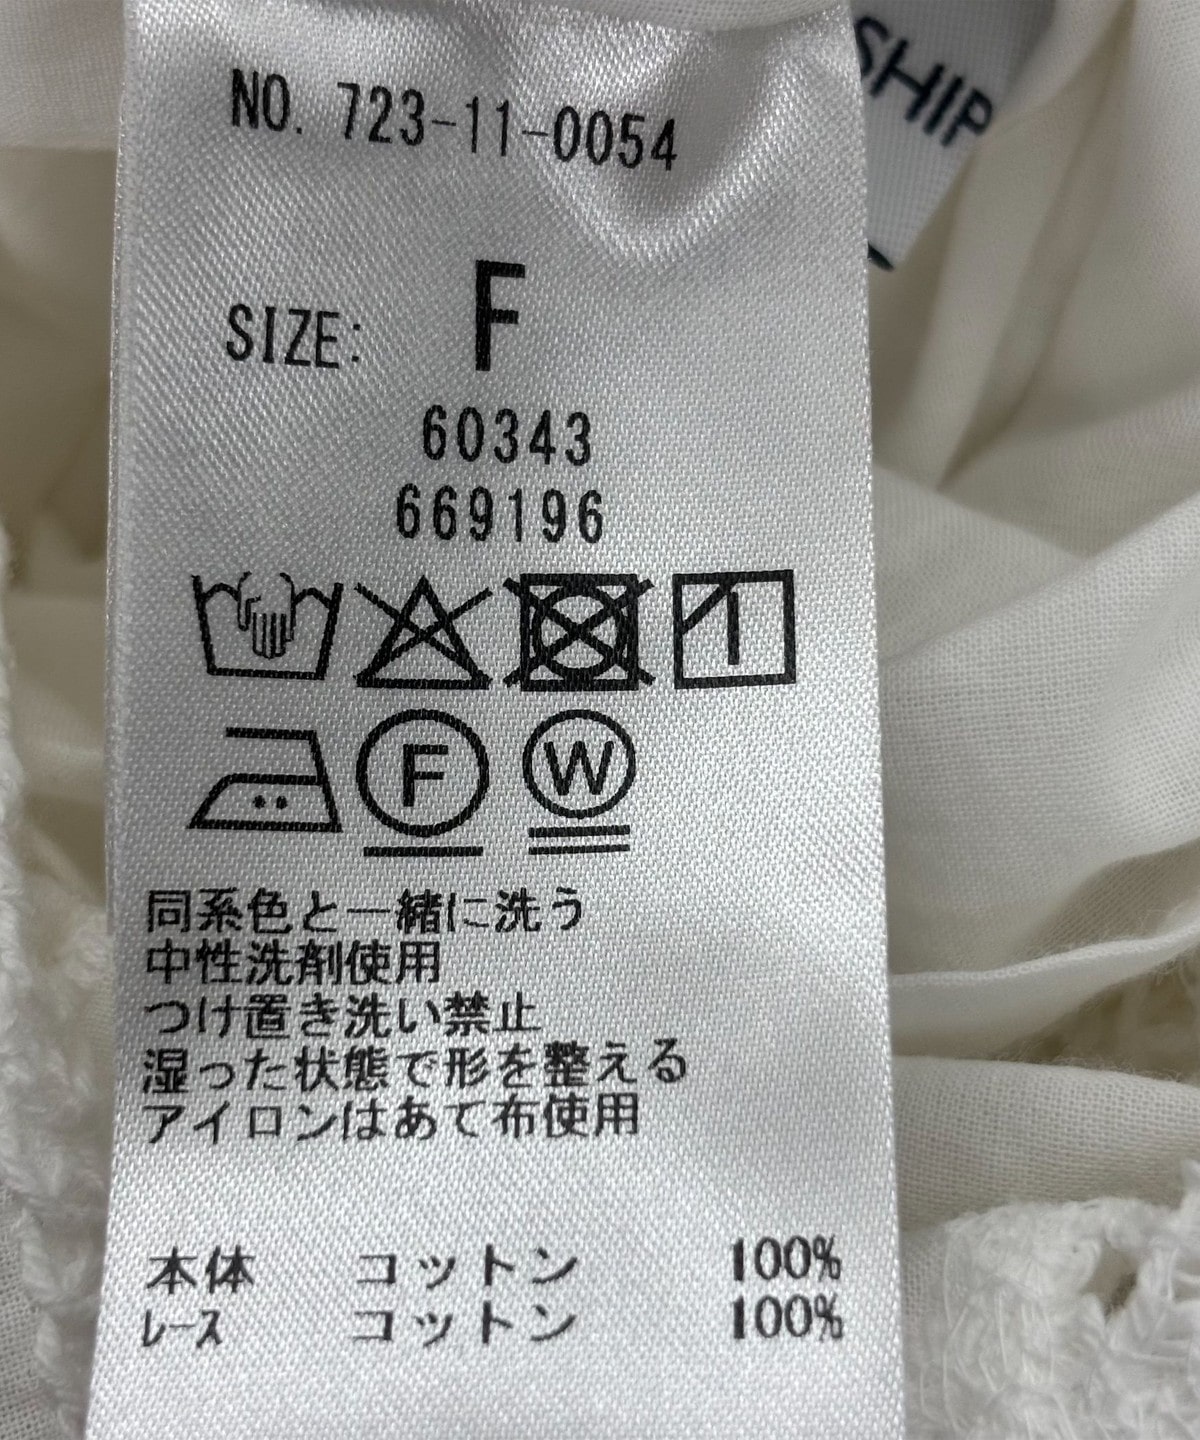 SHIP
NO. 723-11-0054
SIZE: F
60343
669196
F W
同系色と一緒に洗う
中性洗剤使用
つけ置き洗い禁止
湿った状態で形を整える
アイロンはあて布使用
本体 コットン 100%
レース コットン 100%